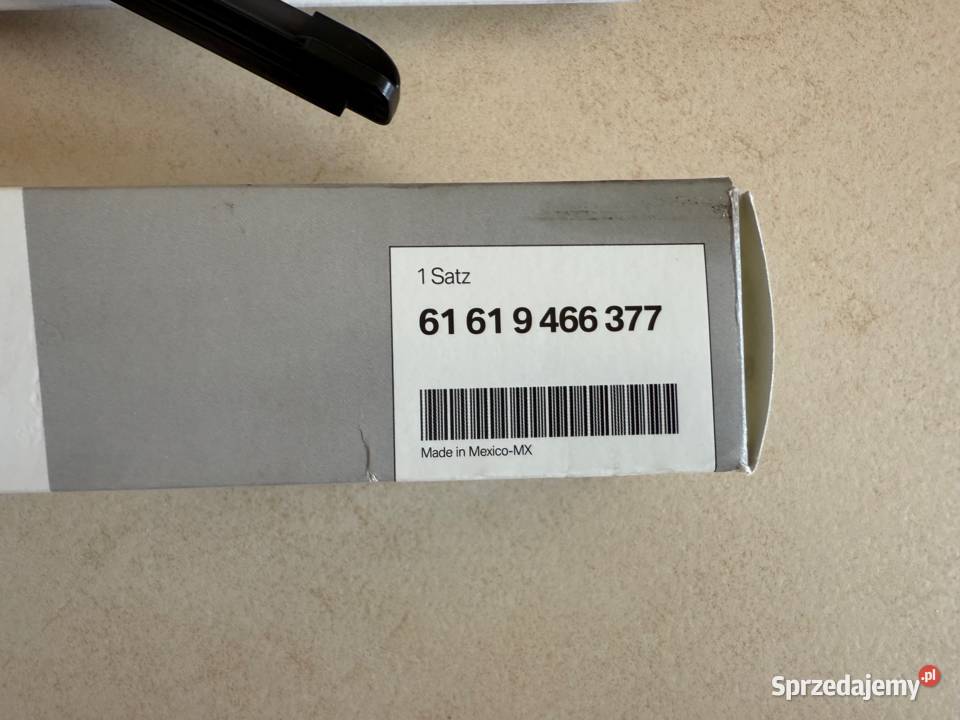 1 Satz
61 61 9 466 377
Made in Mexico-MX
Sprzedajemy.pl